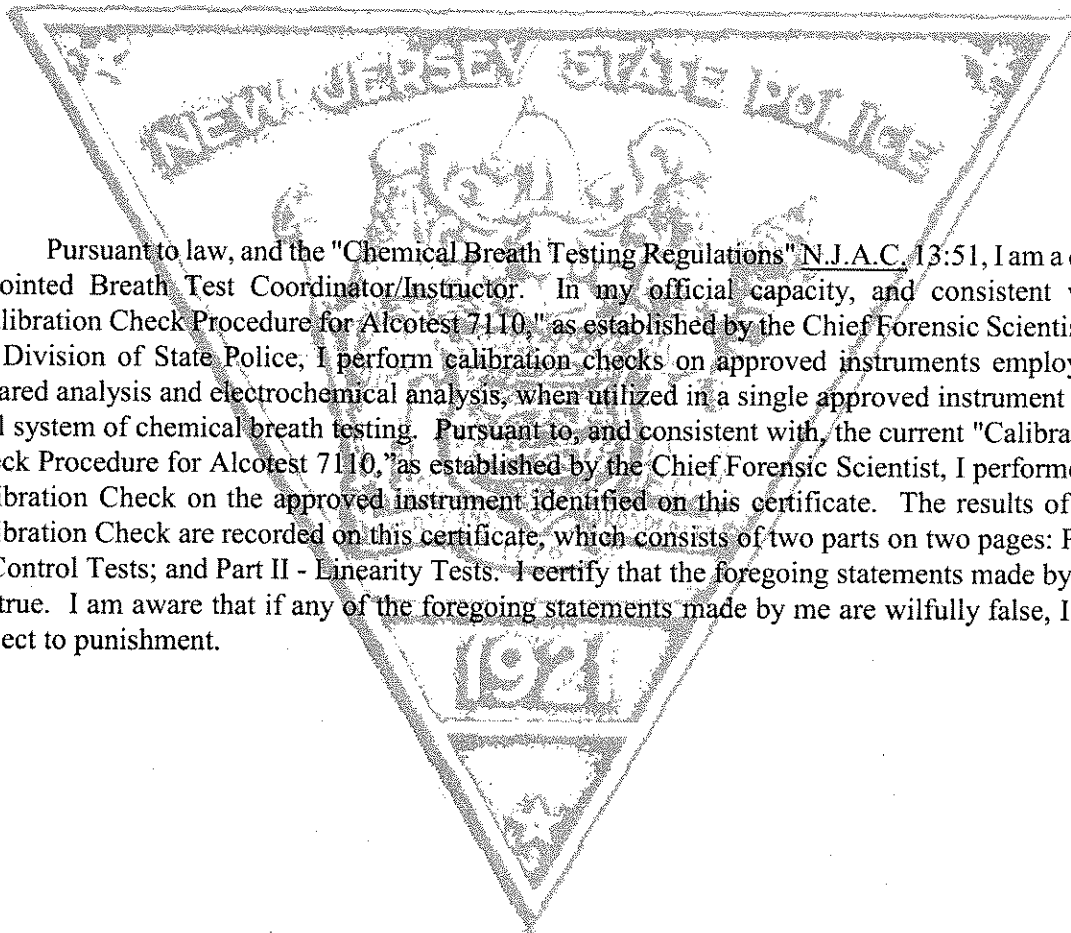 NEW JERSEY STATE POLICE
Pursuant to law, and the "Chemical Breath Testing Regulations" N.J.A.C. 13:51, I am a
ointed Breath Test Coordinator/Instructor. In my official capacity, and consistent
libration Check Procedure for Alcotest 7110," as established by the Chief Forensic Scientis
Division of State Police, I perform calibration checks on approved instruments employ
ared analysis and electrochemical analysis, when utilized in a single approved instrument
l system of chemical breath testing. Pursuant to, and consistent with, the current "Calibra
ck Procedure for Alcotest 7110," as established by the Chief Forensic Scientist, I performe
ibration Check on the approved instrument identified on this certificate. The results of
ibration Check are recorded on this certificate, which consists of two parts on two pages:
Control Tests; and Part II - Linearity Tests. I certify that the foregoing statements made by
true. I am aware that if any of the foregoing statements made by me are wilfully false, I
ect to punishment.
1921